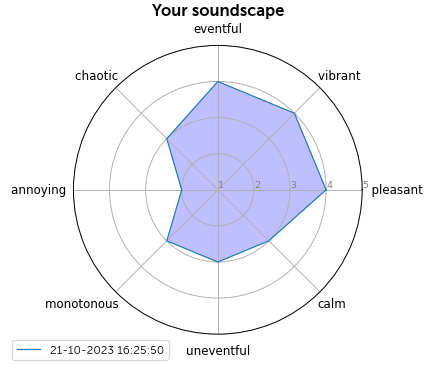 Your soundscape
eventful
chaotic
vibrant
annoying
1 2 3 4 5
pleasant
monotonous
calm
uneventful
21-10-2023 16:25:50